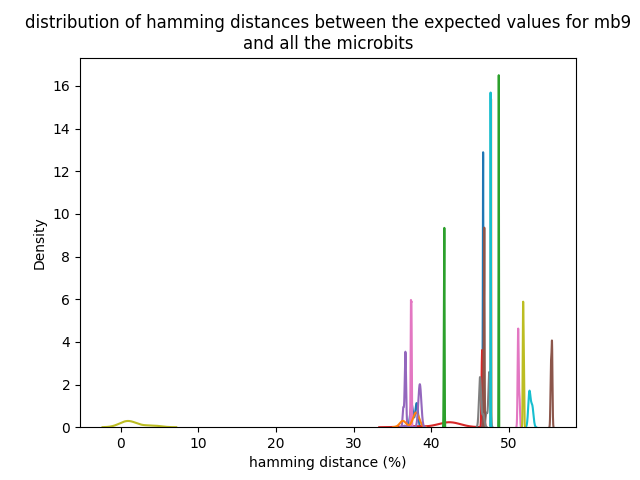 distribution of hamming distances between the expected values for mb9
and all the microbits
16
14
12
10
8
6
4
2
0
Density
0 10 20 30 40 50
hamming distance (%)